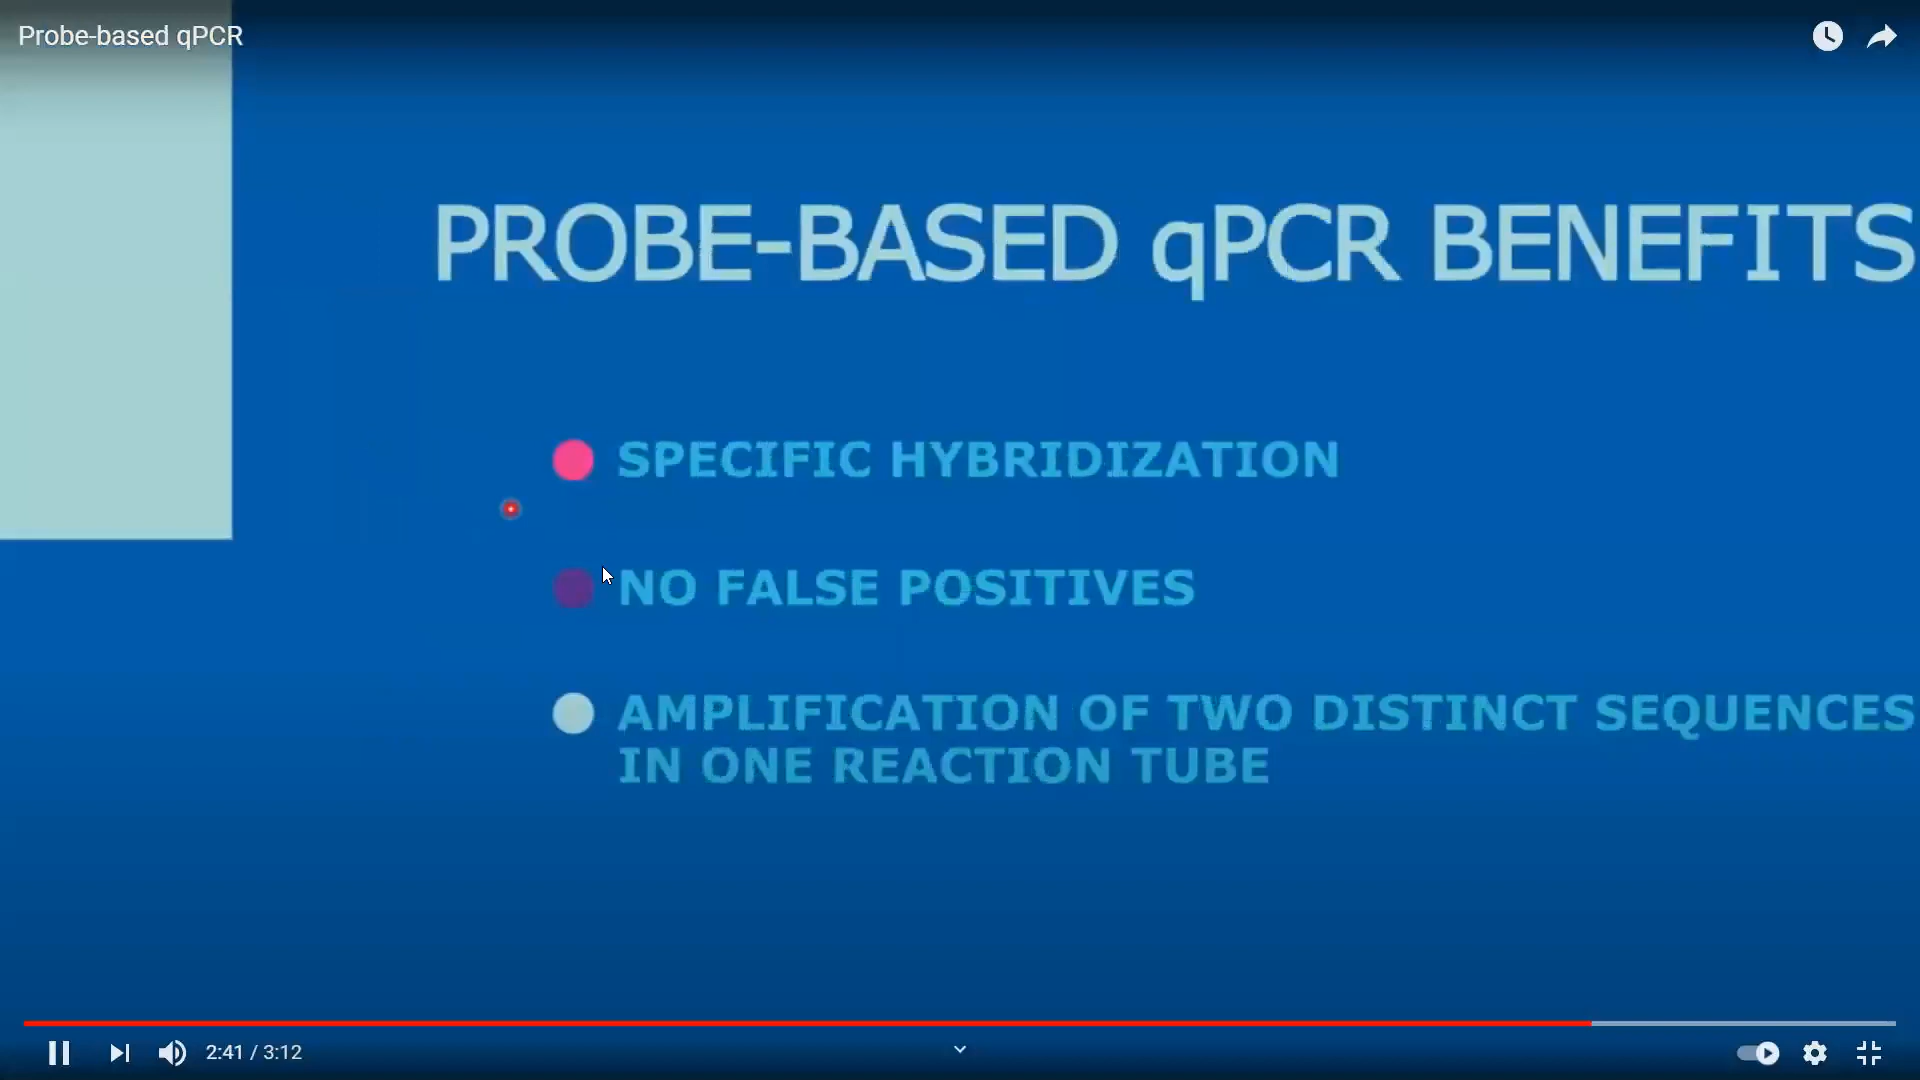 Probe-based qPCR
PROBE-BASED qPCR BENEFITS
SPECIFIC HYBRIDIZATION
NO FALSE POSITIVES
AMPLIFICATION OF TWO DISTINCT SEQUENCES
IN ONE REACTION TUBE
2:41 / 3:12